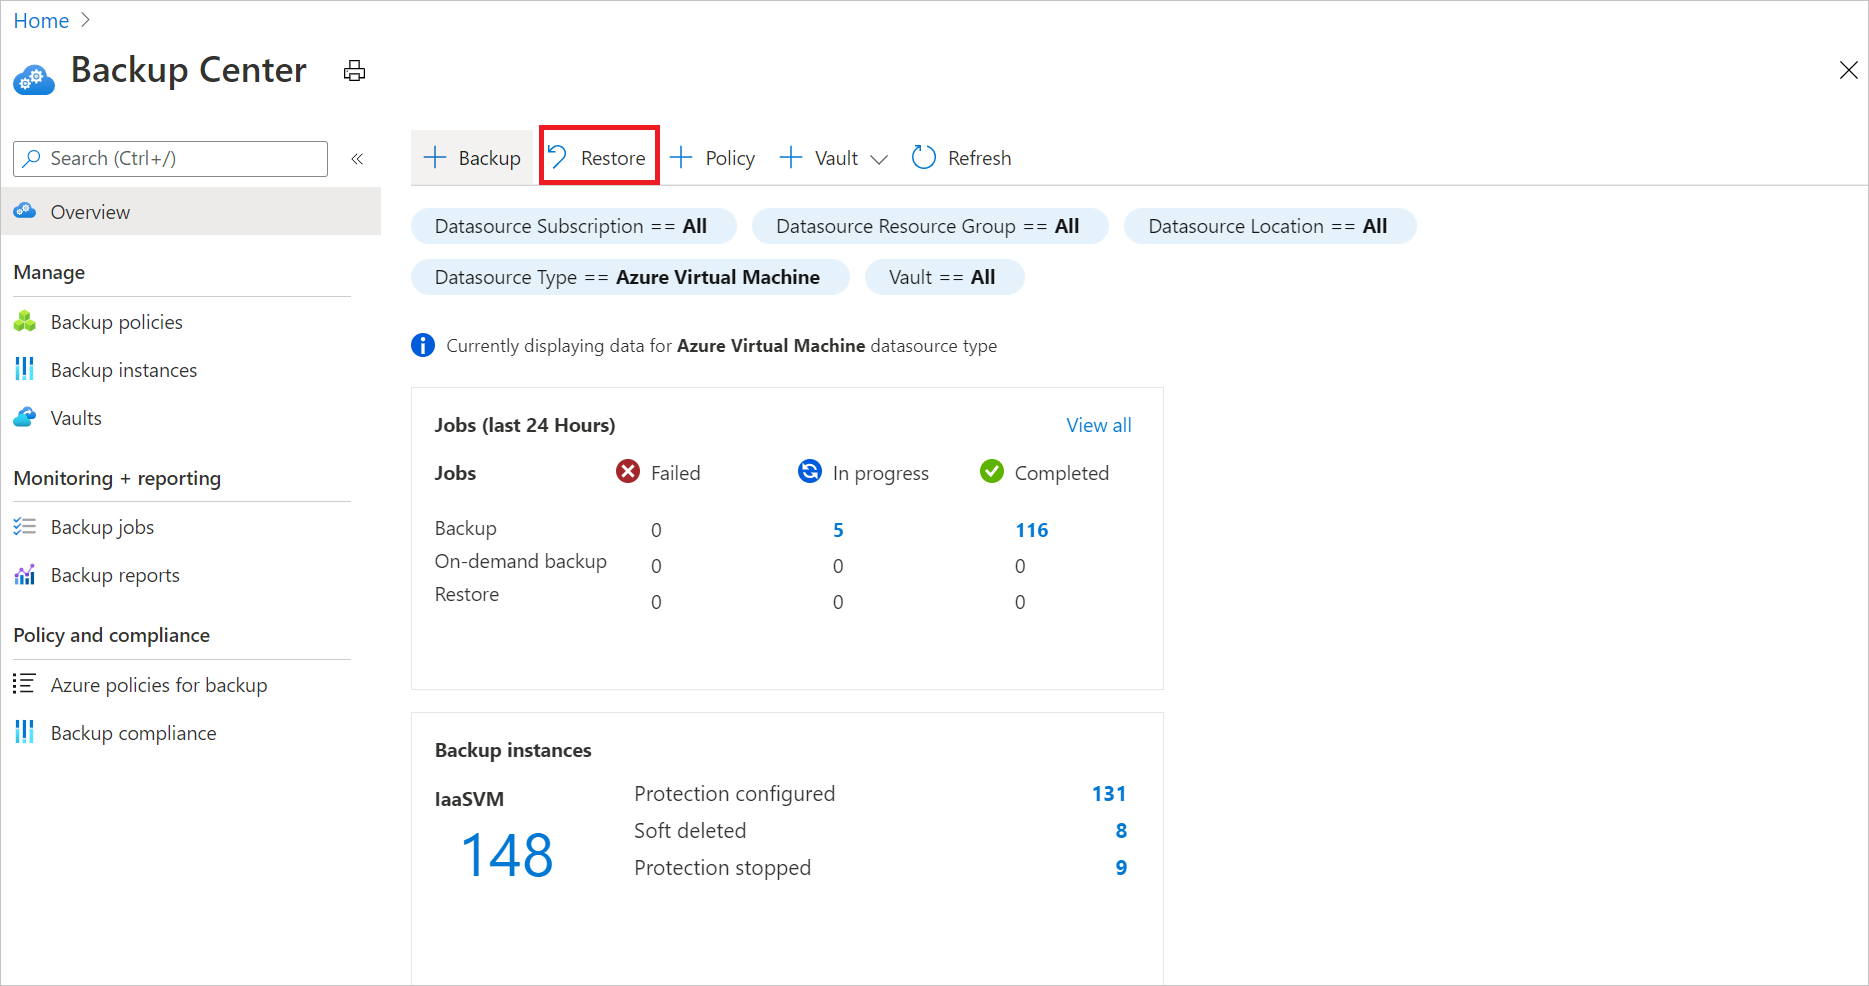 Home
Backup Center
Search (Ctrl+/)
«
Backup
Restore
Policy
Vault
Refresh
Overview
Manage
Backup policies
Backup instances
Vaults
Monitoring + reporting
Backup jobs
Backup reports
Policy and compliance
Azure policies for backup
Backup compliance
Datasource Subscription == All
Datasource Resource Group == All
Datasource Location == All
Datasource Type == Azure Virtual Machine
Vault == All
Currently displaying data for Azure Virtual Machine datasource type
Jobs (last 24 Hours)
View all
Jobs Failed In progress Completed
Backup 0 5 116
On-demand backup 0 0 0
Restore 0 0 0
Backup instances
IaaSVM
148
Protection configured 131
Soft deleted 8
Protection stopped 9